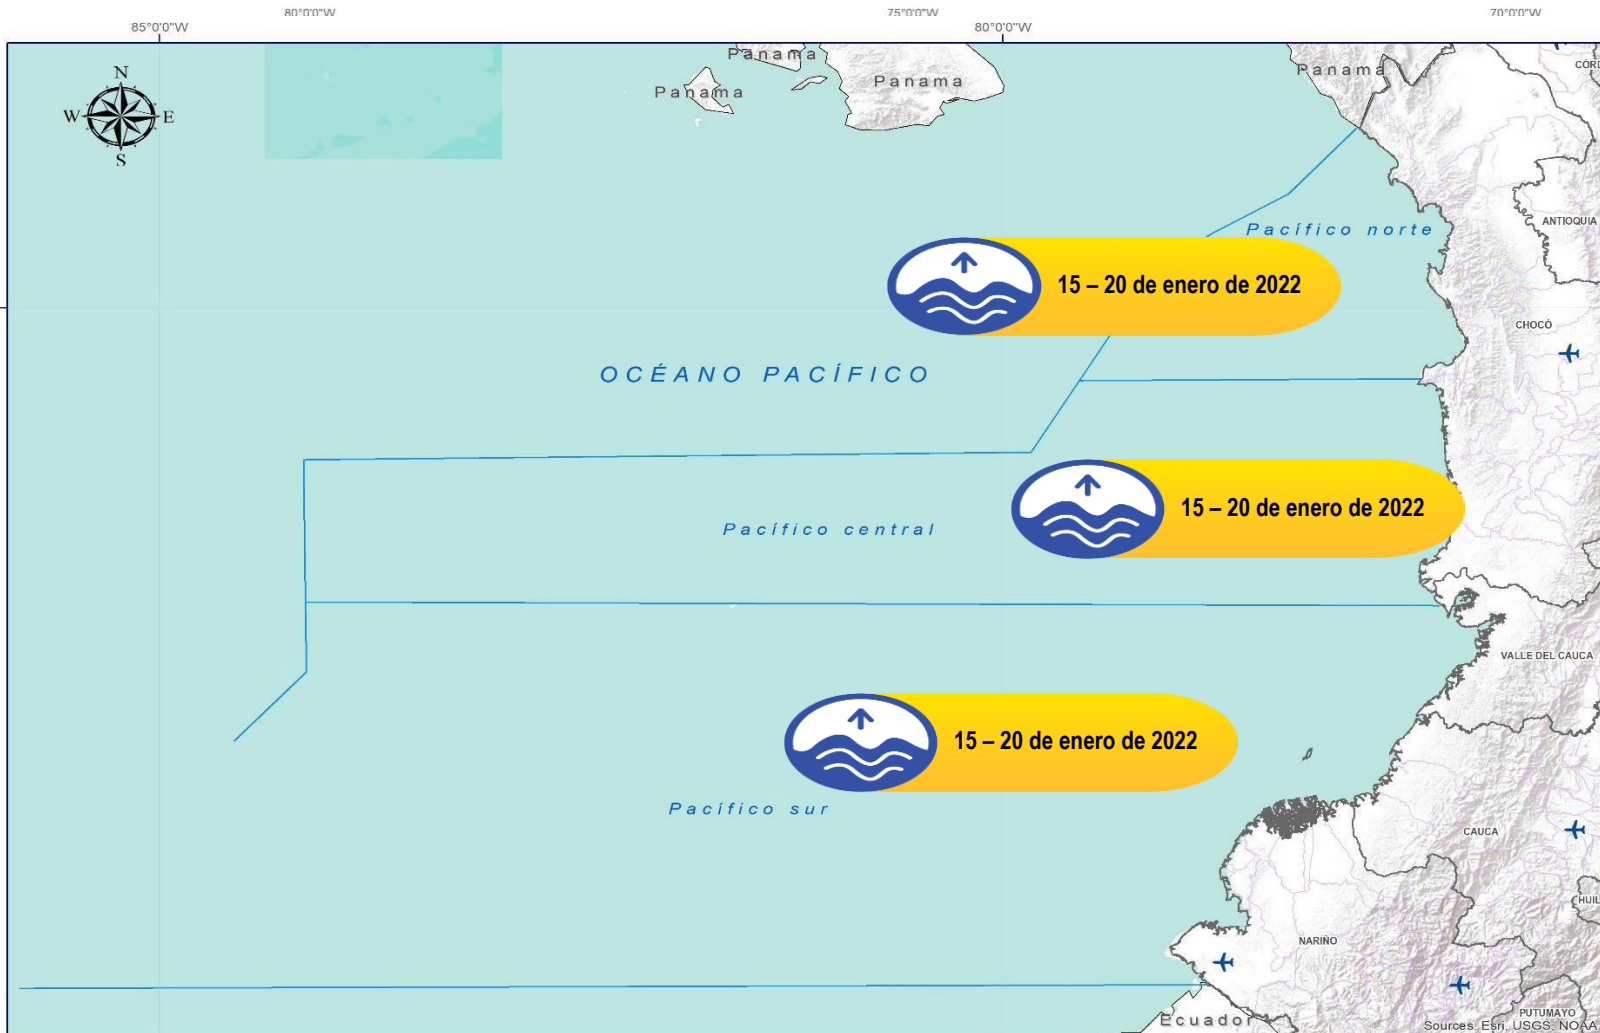 80°0'0"W
75°0'0"W
70°0'0"W
85°0'0"W
80°0'0"W
N
W
E
S
Panama
Panama
Panama
Panama
CORD
ANTIOQUIA
Pacífico norte
15 – 20 de enero de 2022
CHOCÓ
OCÉANO PACÍFICO
15 – 20 de enero de 2022
Pacífico central
VALLE DEL CAUCA
15 – 20 de enero de 2022
Pacífico sur
CAUCA
HUIL
NARIÑO
PUTUMAYO
Ecuador
Sources: Esri, USGS, NOAA